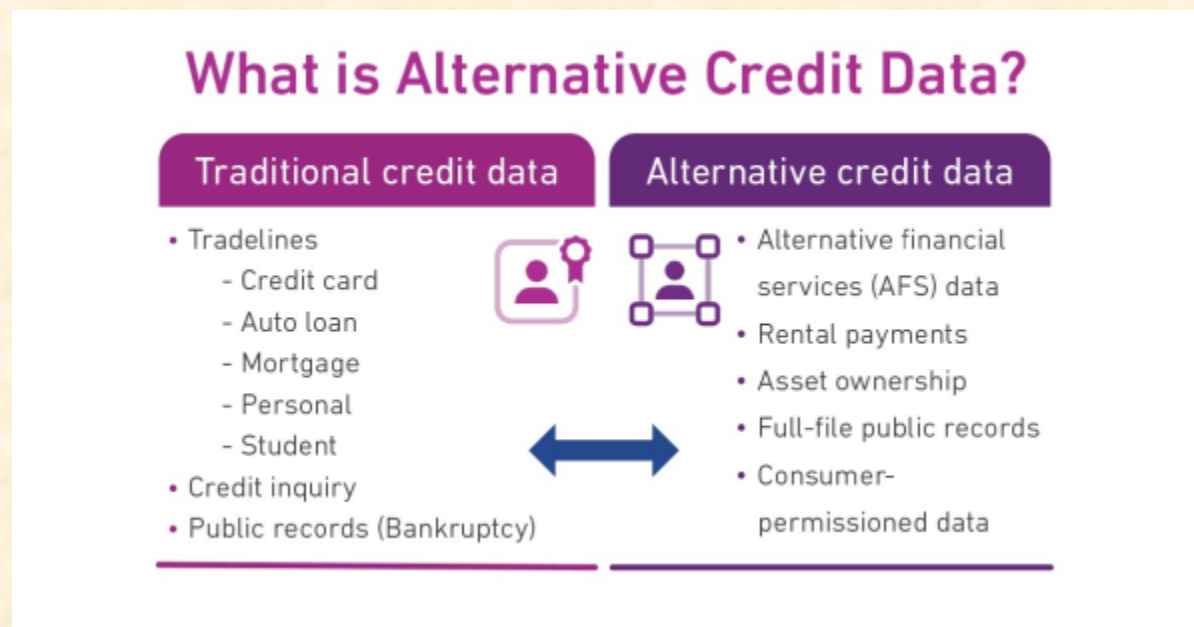 What is Alternative Credit Data?
Traditional credit data
• Tradelines
- Credit card
- Auto loan
- Mortgage
- Personal
- Student
• Credit inquiry
• Public records (Bankruptcy)
Alternative credit data
• Alternative financial
services (AFS) data
• Rental payments
• Asset ownership
• Full-file public records
• Consumer-
permissioned data